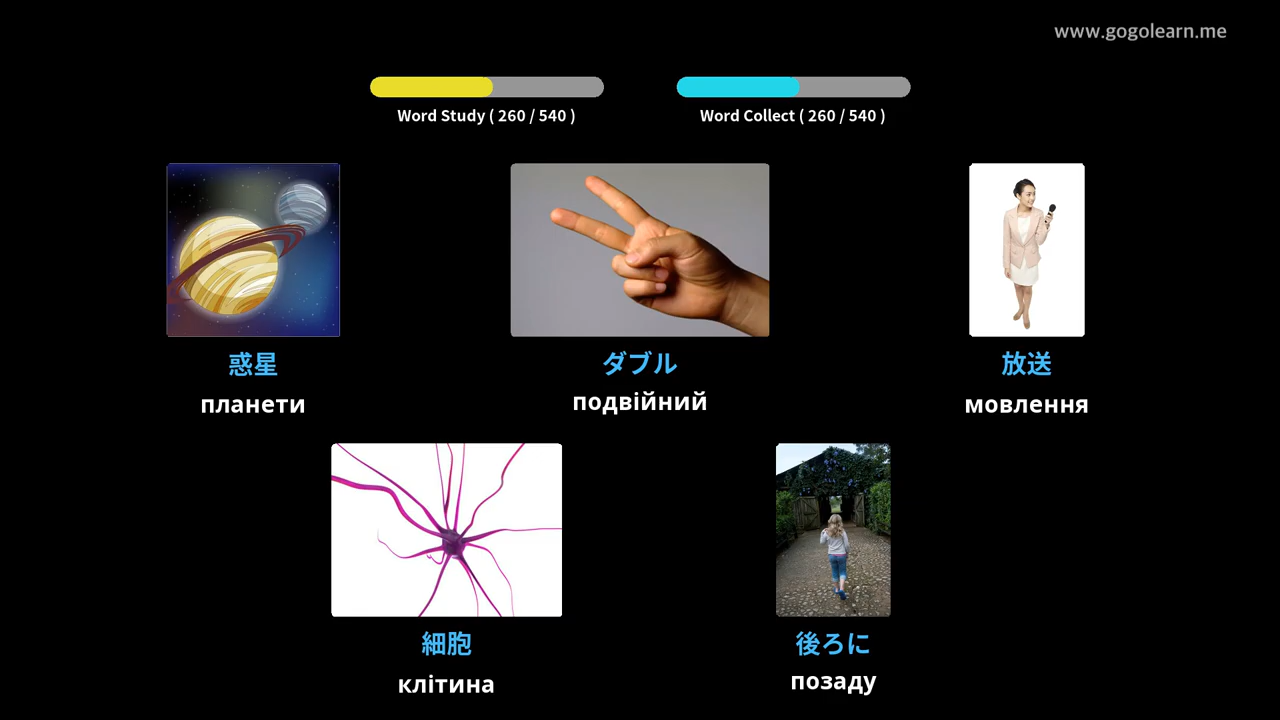 www.gogolearn.me
Word Study ( 260 / 540 )
Word Collect ( 260 / 540 )
惑星
ダブル
放送
планети
подвійний
мовлення
細胞
後ろに
клітина
позаду